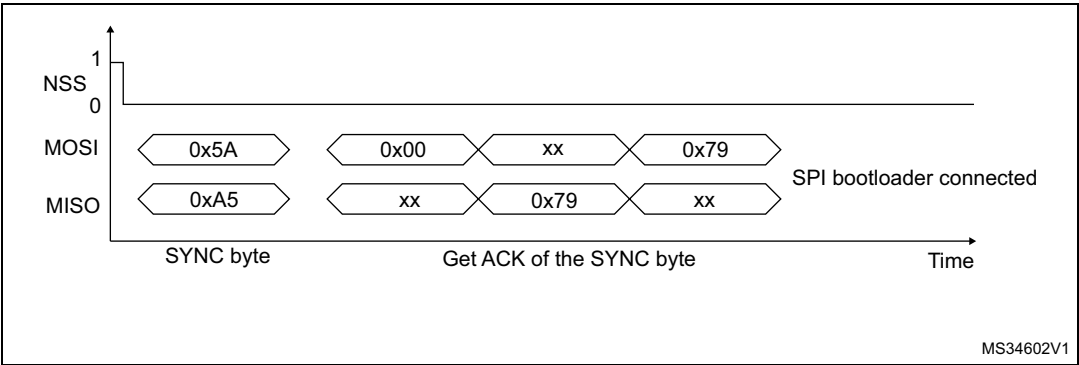 1
NSS
0
MOSI 0x5A 0x00 xx 0x79
SPI bootloader connected
MISO 0xA5 xx 0x79 xx
SYNC byte Get ACK of the SYNC byte Time
MS34602V1